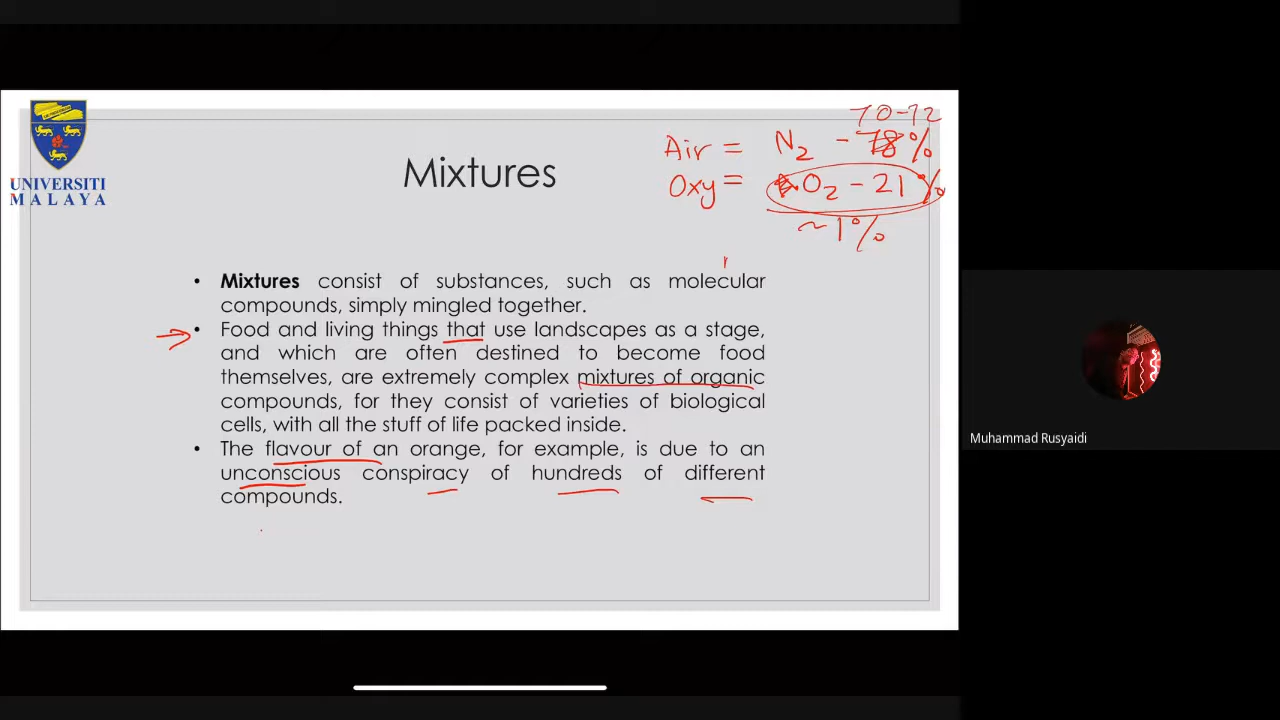 UNIVERSITI
MALAYA
Mixtures
70-72
Air = N2 - 78%
Oxy = O2 - 21%
~1%
• Mixtures consist of substances, such as molecular
compounds, simply mingled together.
• Food and living things that use landscapes as a stage,
and which are often destined to become food
themselves, are extremely complex mixtures of organic
compounds, for they consist of varieties of biological
cells, with all the stuff of life packed inside.
• The flavour of an orange, for example, is due to an
unconscious conspiracy of hundreds of different
compounds.
Muhammad Rusyaidi